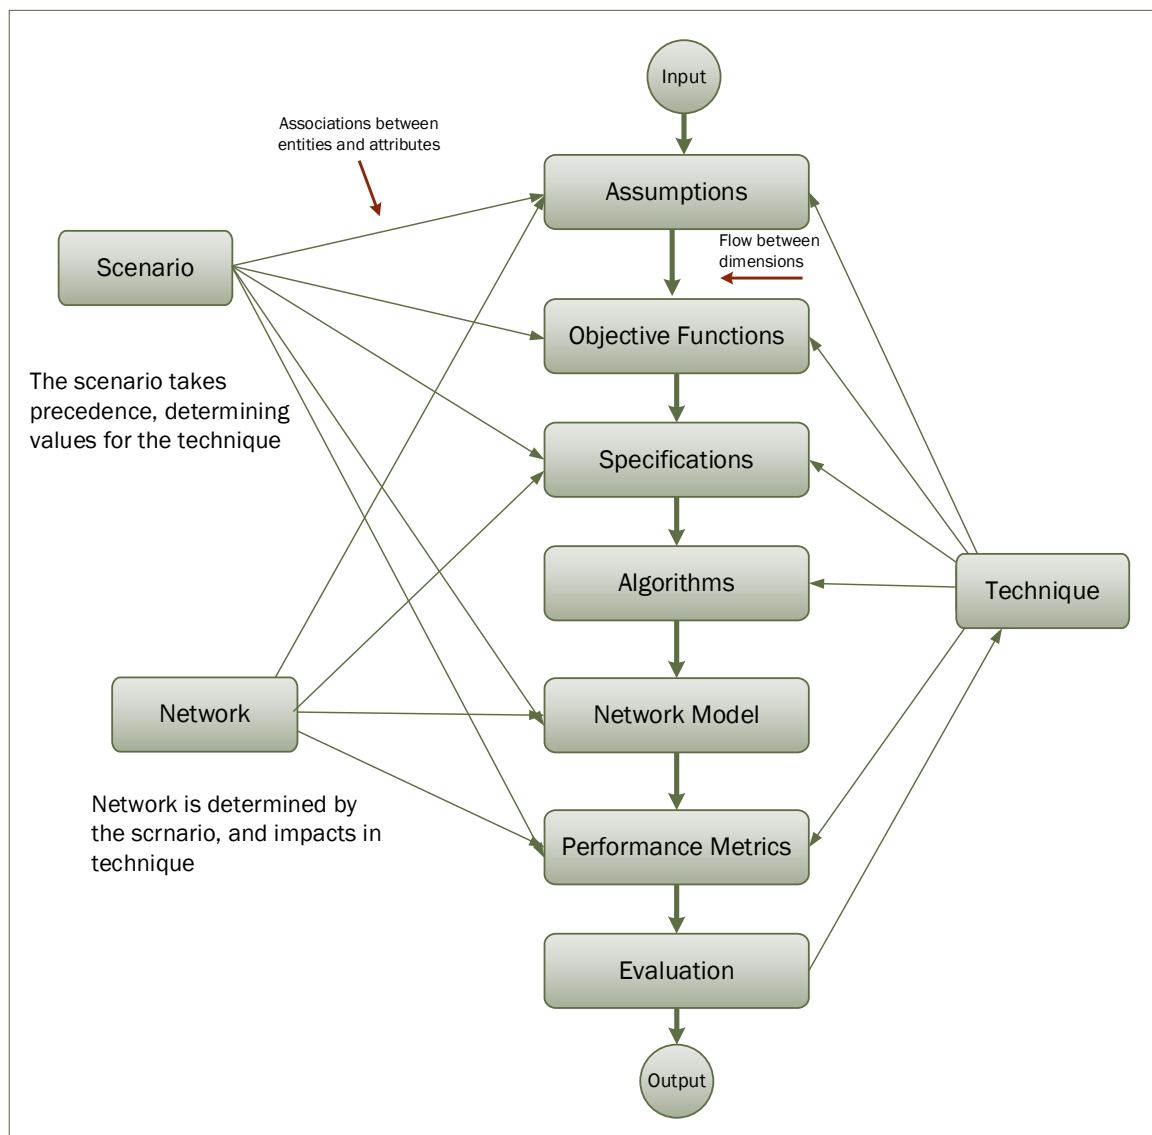 Input
Associations between
entities and attributes
Assumptions
Flow between
dimensions
Scenario
Objective Functions
The scenario takes
precedence, determining
values for the technique
Specifications
Algorithms
Technique
Network
Network Model
Network is determined by
the scrnario, and impacts in
technique
Performance Metrics
Evaluation
Output